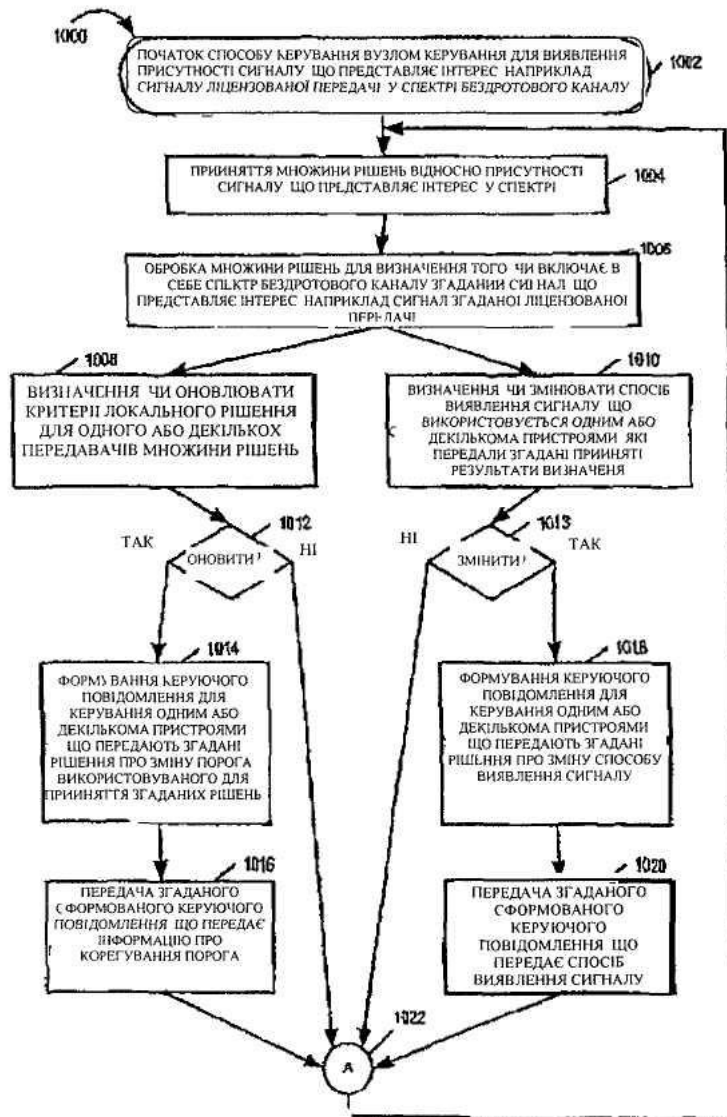 1000
ПОЧАТОК СПОСОБУ КЕРУВАННЯ ВУЗЛОМ КЕРУВАННЯ ДЛЯ ВИЯВЛЕННЯ
ПРИСУТНОСТІ СИГНАЛУ ЩО ПРЕДСТАВЛЯЄ ІНТЕРЕС НАПРИКЛАД
СИГНАЛУ ЛІЦЕНЗОВАНОЇ ПЕРЕДАЧІ У СПЕКТРІ БЕЗДРОТОВОГО КАНАЛУ
1002
ПРИИНЯТТЯ МНОЖИНИ РІШЕНЬ ВІДНОСНО ПРИСУТНОСТІ
СИГНАЛУ ЩО ПРЕДСТАВЛЯЄ ІНТЕРЕС У СПЕКТРІ
1004
1006
ОБРОБКА МНОЖИНИ РІШЕНЬ ДЛЯ ВИЗНАЧЕННЯ ТОГО ЧИ ВКЛЮЧАЄ В
СЕБЕ СПЕКТР БЕЗДРОТОВОГО КАНАЛУ ЗГАДАНИЙ СИГНАЛ ЩО
ПРЕДСТАВЛЯЄ ІНТЕРЕС НАПРИКЛАД СИГНАЛ ЗГАДАНОЇ ЛІЦЕНЗОВАНОЇ
ПЕРЕДАЧІ
1008
ВИЗНАЧЕННЯ ЧИ ОНОВЛЮВАТИ
КРИТЕРІЇ ЛОКАЛЬНОГО РІШЕННЯ
ДЛЯ ОДНОГО АБО ДЕКІЛЬКОХ
ПЕРЕДАВАЧІВ МНОЖИНИ РІШЕНЬ
1010
ВИЗНАЧЕННЯ ЧИ ЗМІНЮВАТИ СПОСІБ
ВИЯВЛЕННЯ СИГНАЛУ ЩО
ВИКОРИСТОВУЄТЬСЯ ОДНИМ АБО
ДЕКІЛЬКОМА ПРИСТРОЯМИ ЯКІ
ПЕРЕДАЛИ ЗГАДАНІ ПРИИНЯТІ
РЕЗУЛЬТАТИ ВИЗНАЧЕНЯ
1012
ТАК
ОНОВИТИ?
НІ
1013
НІ
ЗМІНИТИ?
ТАК
1014
ФОРМУВАННЯ КЕРУЮЧОГО
ПОВІДОМЛЕННЯ ДЛЯ
КЕРУВАННЯ ОДНИМ АБО
ДЕКІЛЬКОМА ПРИСТРОЯМИ
ЩО ПЕРЕДАЮТЬ ЗГАДАНІ
РІШЕННЯ ПРО ЗМІНУ ПОРОГА
ВИКОРИСТОВУВАНОГО ДЛЯ
ПРИИНЯТТЯ ЗГАДАНИХ РІШЕНЬ
1018
ФОРМУВАННЯ КЕРУЮЧОГО
ПОВІДОМЛЕННЯ ДЛЯ
КЕРУВАННЯ ОДНИМ АБО
ДЕКІЛЬКОМА ПРИСТРОЯМИ
ЩО ПЕРЕДАЮТЬ ЗГАДАНІ
РІШЕННЯ ПРО ЗМІНУ СПОСОБУ
ВИЯВЛЕННЯ СИГНАЛУ
1016
ПЕРЕДАЧА ЗГАДАНОГО
СФОРМОВАНОГО КЕРУЮЧОГО
ПОВІДОМЛЕННЯ ЩО ПЕРЕДАЄ
ІНФОРМАЦІЮ ПРО
КОРЕГУВАННЯ ПОРОГА
1020
ПЕРЕДАЧА ЗГАДАНОГО
СФОРМОВАНОГО
КЕРУЮЧОГО
ПОВІДОМЛЕННЯ ЩО
ПЕРЕДАЄ СПОСІБ
ВИЯВЛЕННЯ СИГНАЛУ
1022
А